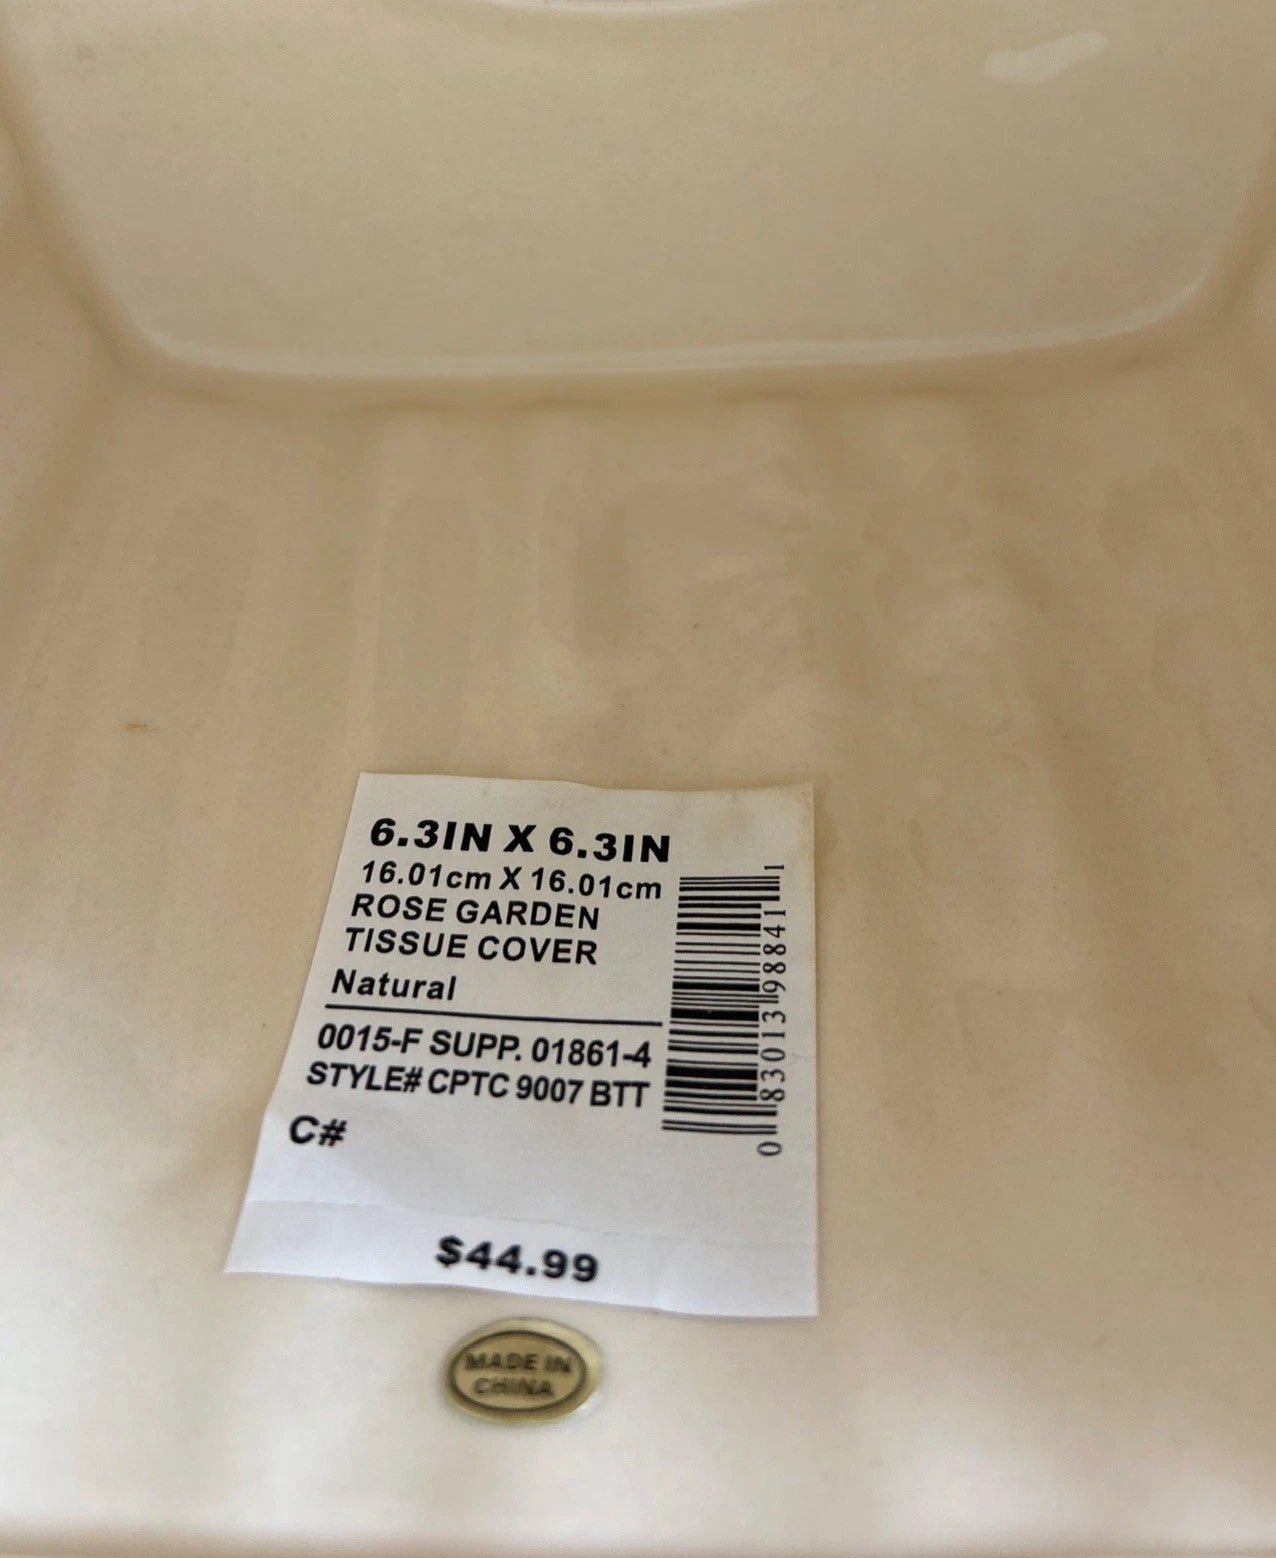 6.3IN X 6.3IN
16.01cm X 16.01cm
ROSE GARDEN
TISSUE COVER
Natural
0015-F SUPP. 01861-4
STYLE# CPTC 9007 BTT
C#
0 83013 98841 1
$44.99
MADE IN
CHINA